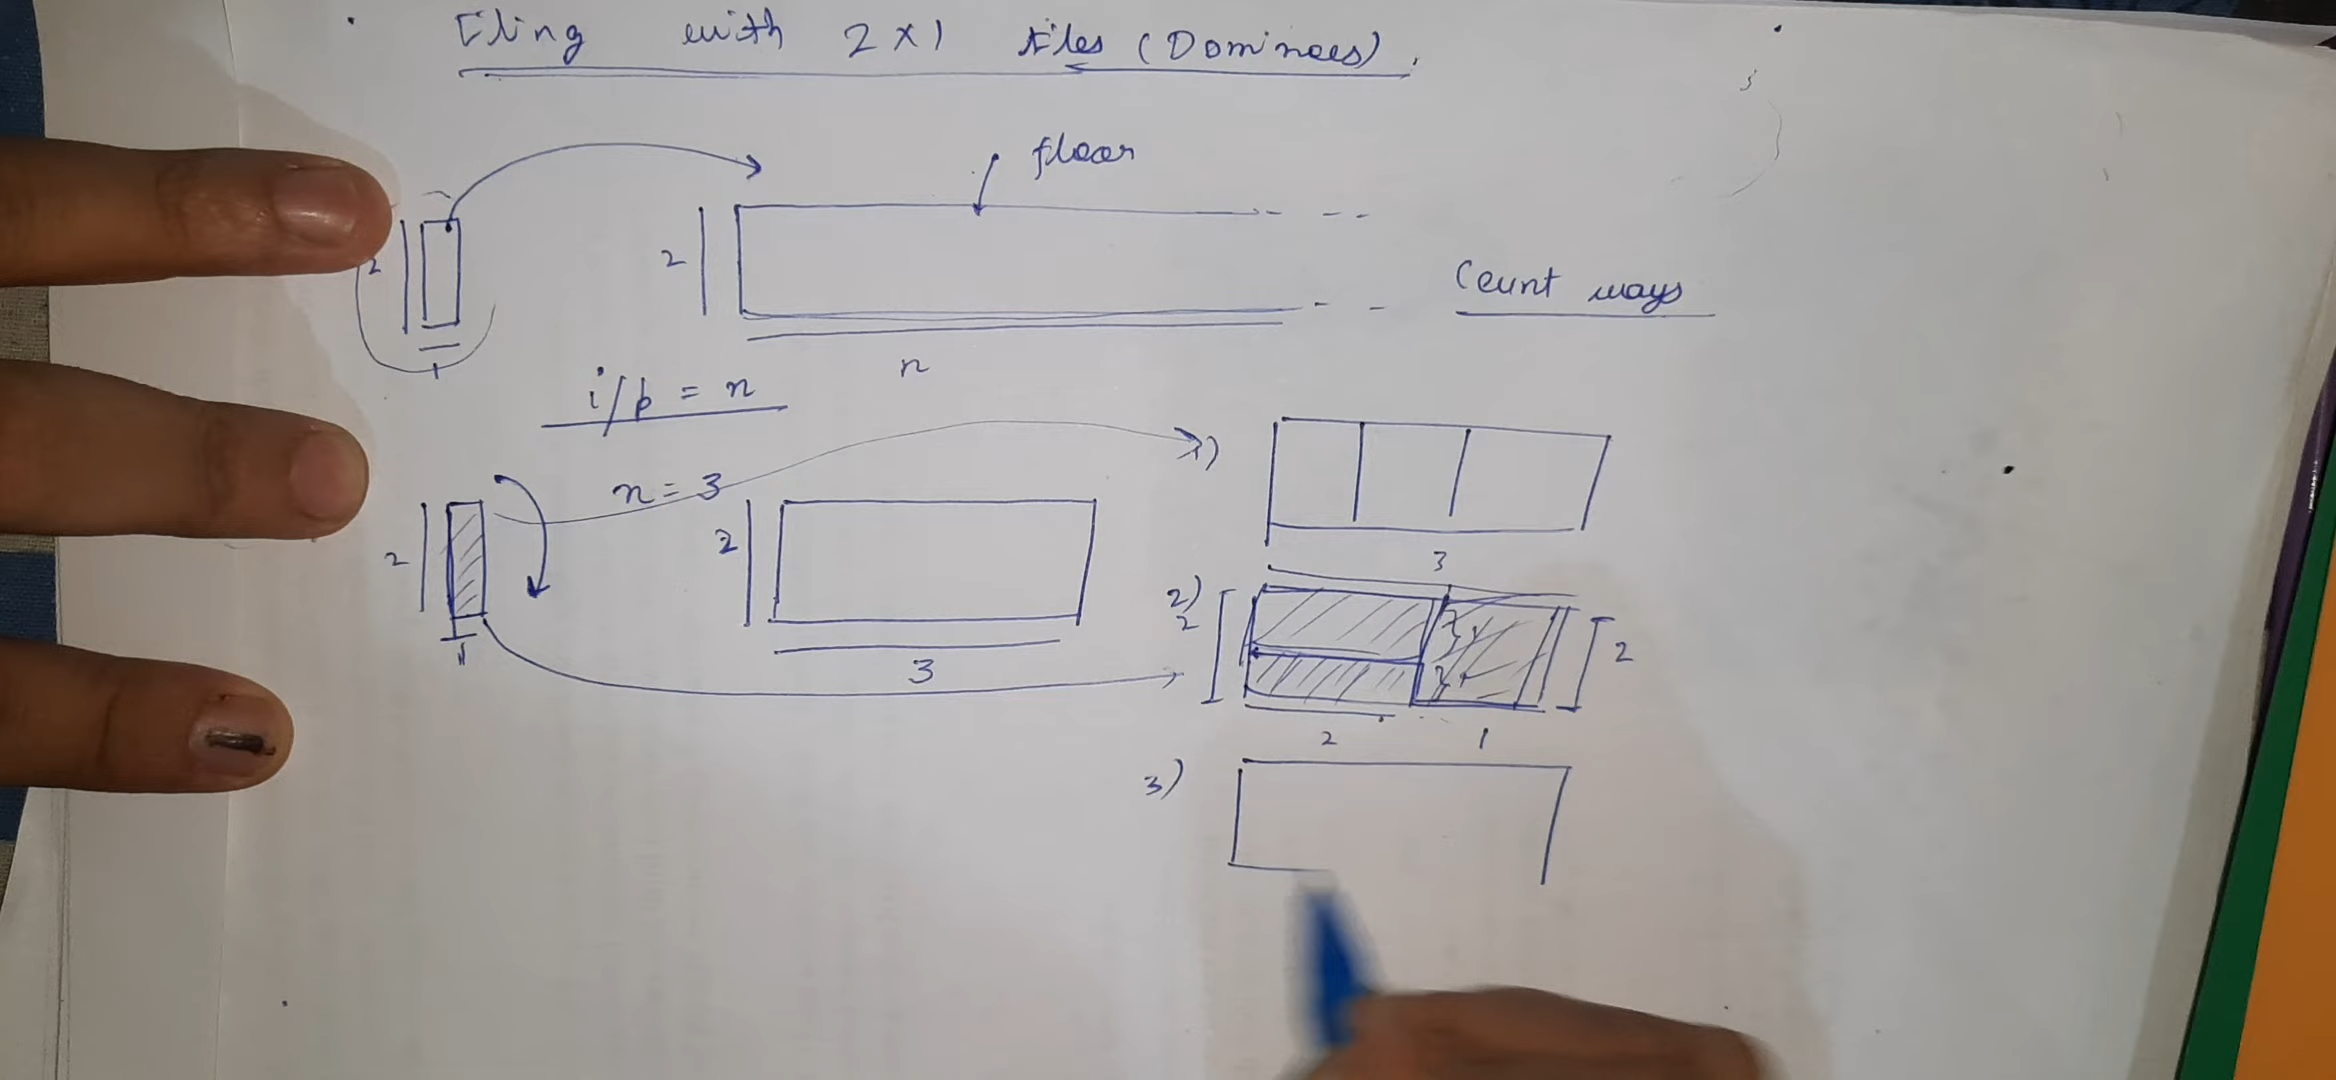 Tiling with 2x1 tiles (Dominoes).
floor
2
2
Count ways
1
n
i/p = n
1)
n = 3
2
2
3
2)
2
2
1
3
2
1
3)